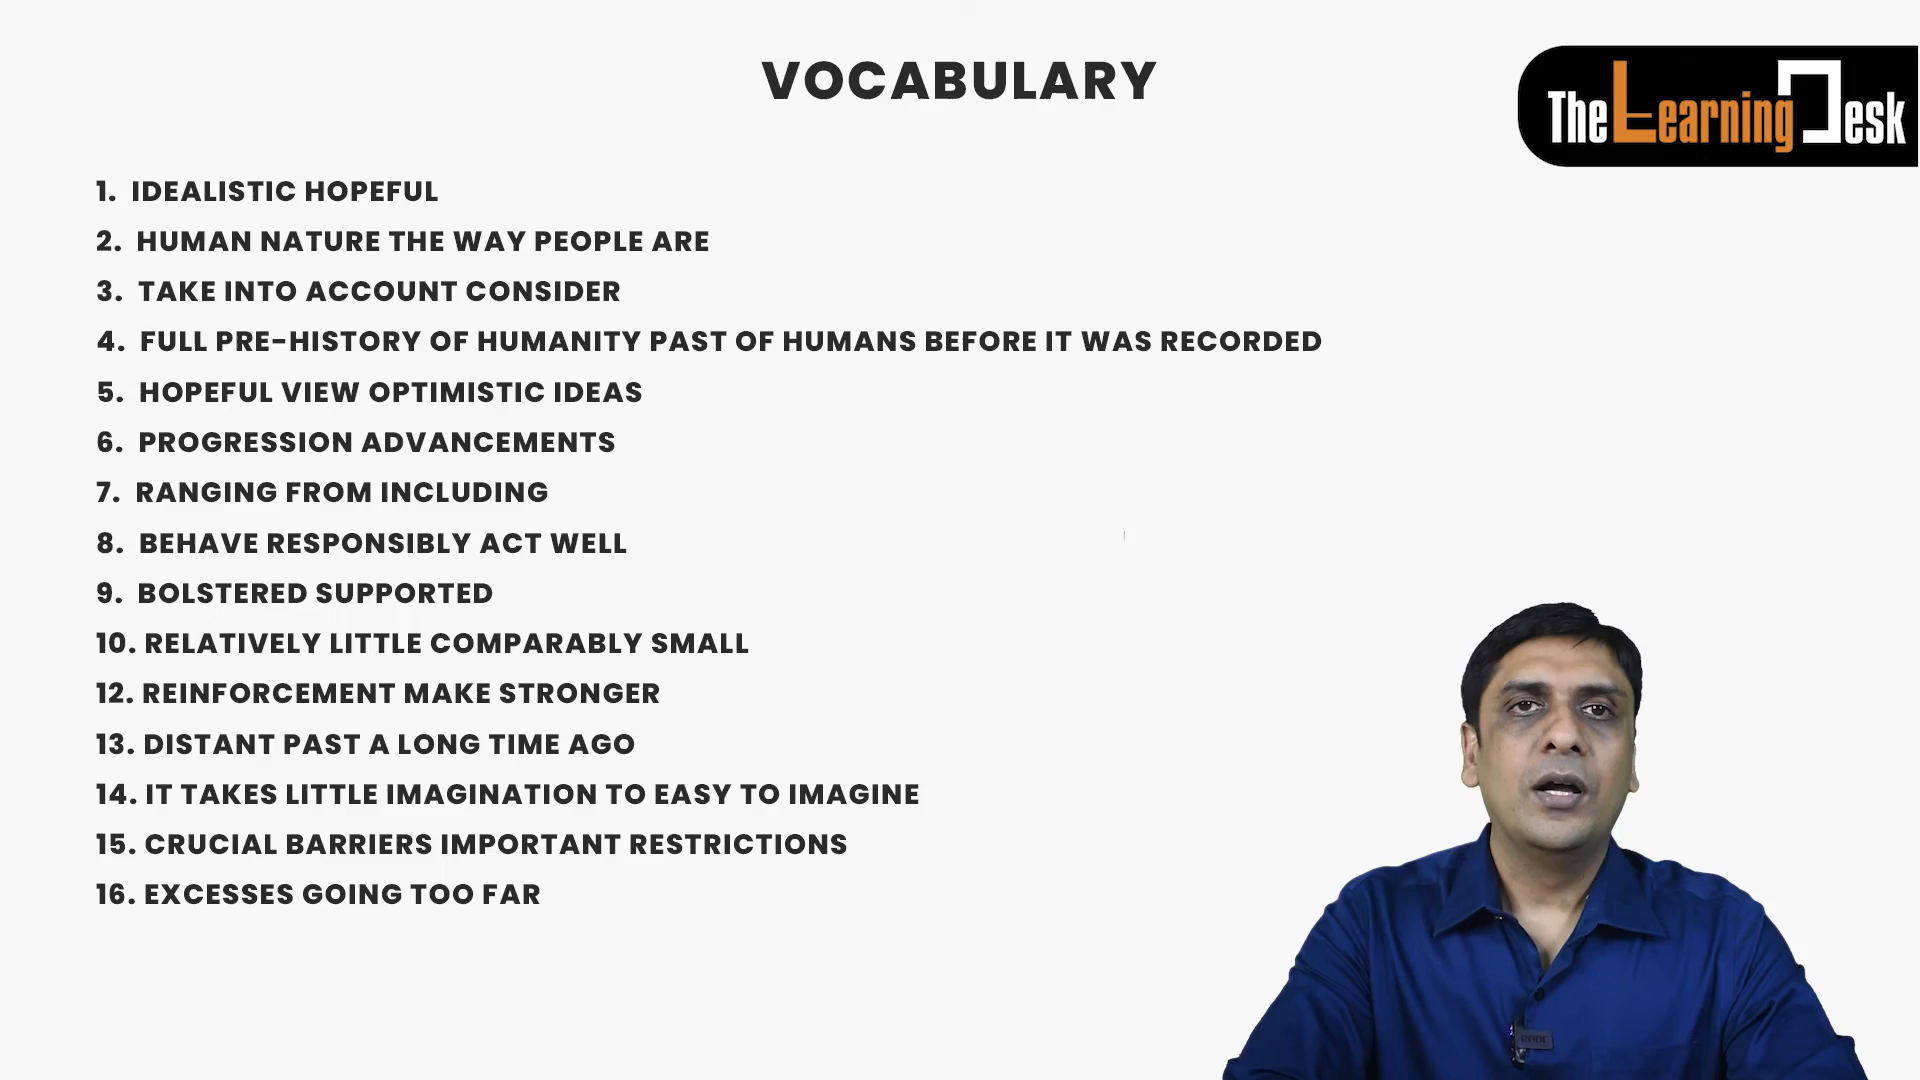 VOCABULARY
The Learning Desk
1. IDEALISTIC HOPEFUL
2. HUMAN NATURE THE WAY PEOPLE ARE
3. TAKE INTO ACCOUNT CONSIDER
4. FULL PRE-HISTORY OF HUMANITY PAST OF HUMANS BEFORE IT WAS RECORDED
5. HOPEFUL VIEW OPTIMISTIC IDEAS
6. PROGRESSION ADVANCEMENTS
7. RANGING FROM INCLUDING
8. BEHAVE RESPONSIBLY ACT WELL
9. BOLSTERED SUPPORTED
10. RELATIVELY LITTLE COMPARABLY SMALL
12. REINFORCEMENT MAKE STRONGER
13. DISTANT PAST A LONG TIME AGO
14. IT TAKES LITTLE IMAGINATION TO EASY TO IMAGINE
15. CRUCIAL BARRIERS IMPORTANT RESTRICTIONS
16. EXCESSES GOING TOO FAR